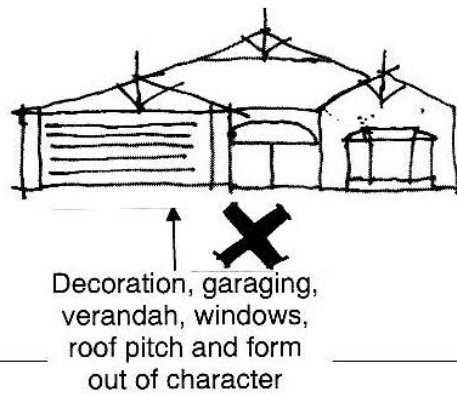 Decoration, garaging,
verandah, windows,
roof pitch and form
out of character